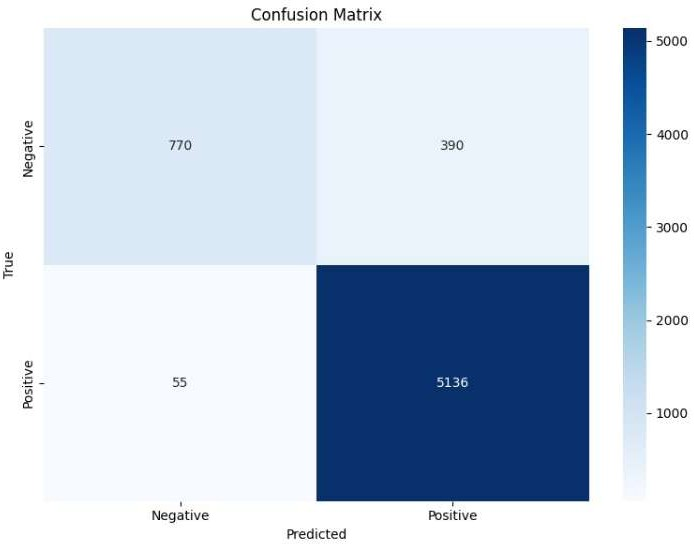 Confusion Matrix
Negative
770
390
5000
4000
3000
2000
1000
True
Positive
55
5136
Negative
Positive
Predicted